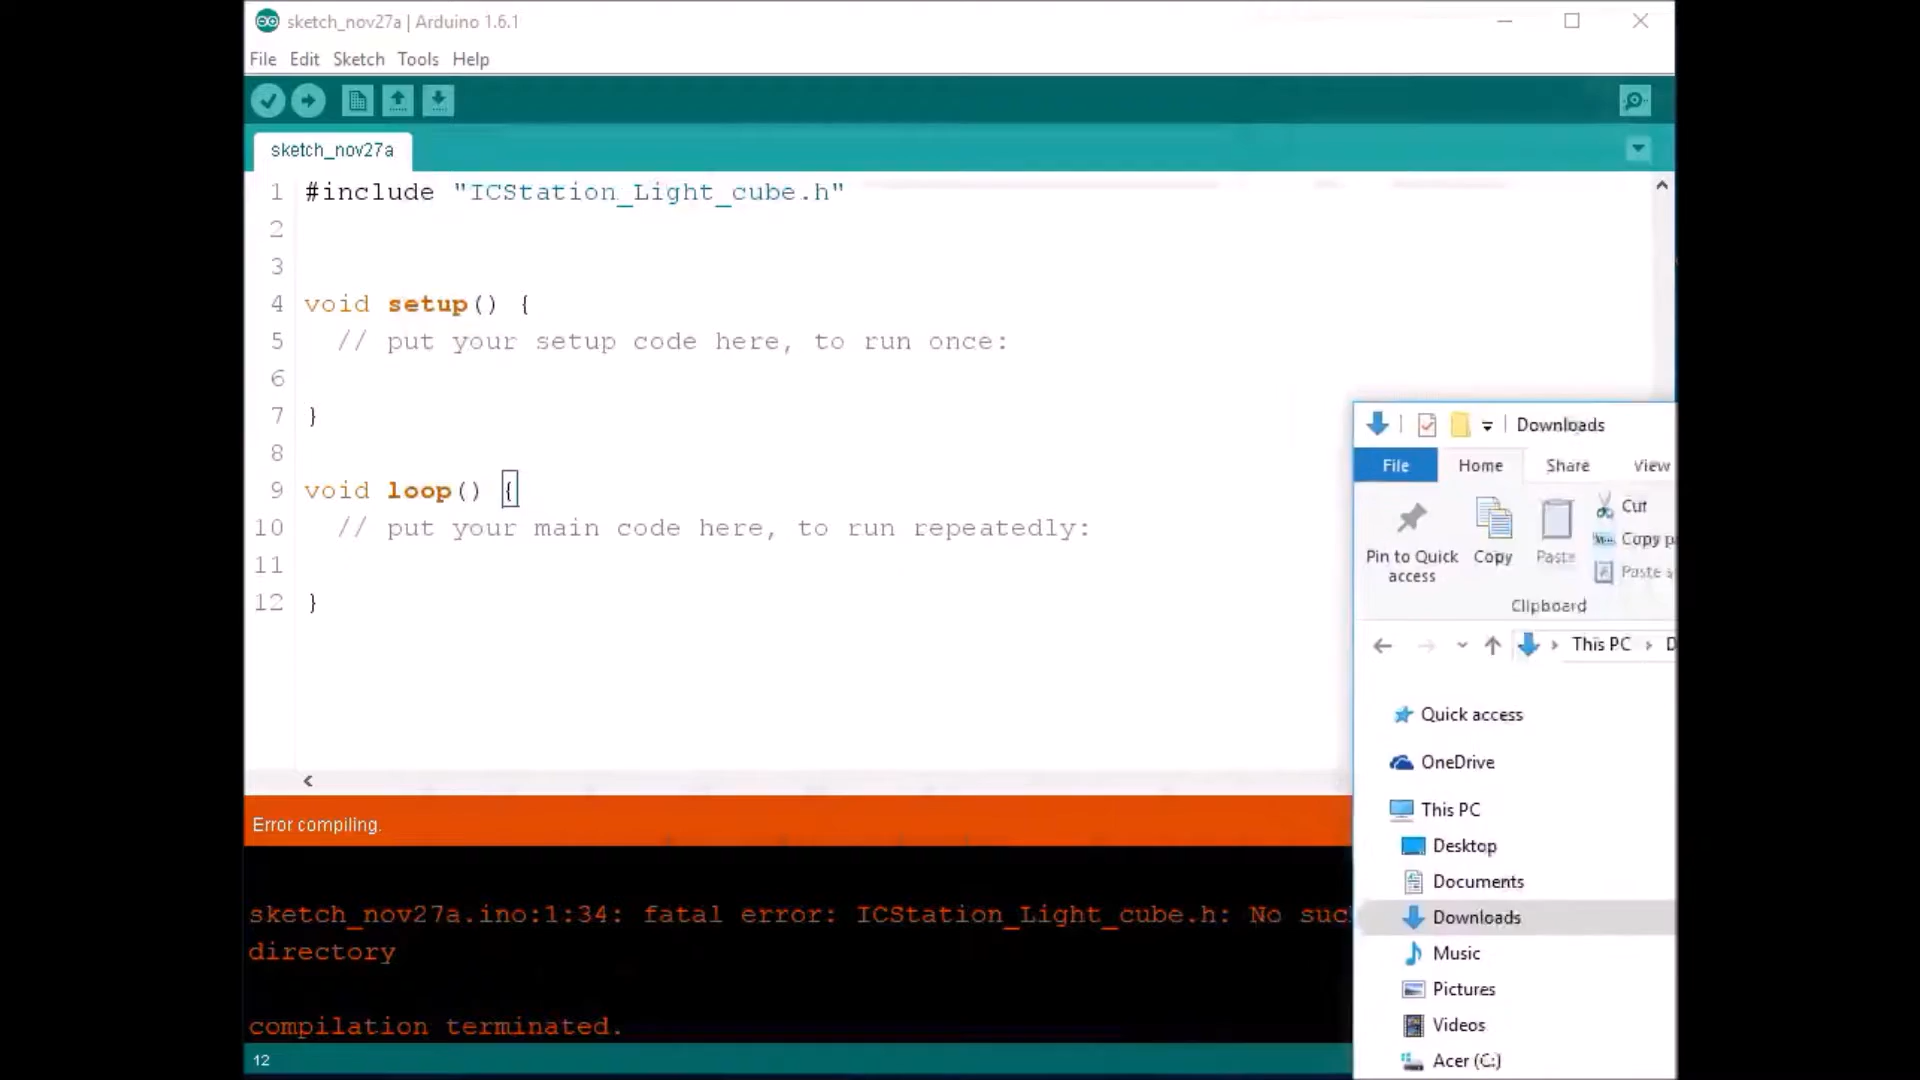 sketch_nov27a | Arduino 1.6.1
File Edit Sketch Tools Help
sketch_nov27a
1 #include "ICStation_Light_cube.h"
2
3
4 void setup() {
5 // put your setup code here, to run once:
6
7 }
8
9 void loop() {
10 // put your main code here, to run repeatedly:
11
12 }
Error compiling.
sketch_nov27a.ino:1:34: fatal error: ICStation_Light_cube.h: No suc
directory
compilation terminated.
12
Downloads
File Home Share View
Pin to Quick access
Copy
Paste
Cut
Copy p
Paste s
Clipboard
This PC D
Quick access
OneDrive
This PC
Desktop
Documents
Downloads
Music
Pictures
Videos
Acer (C:)